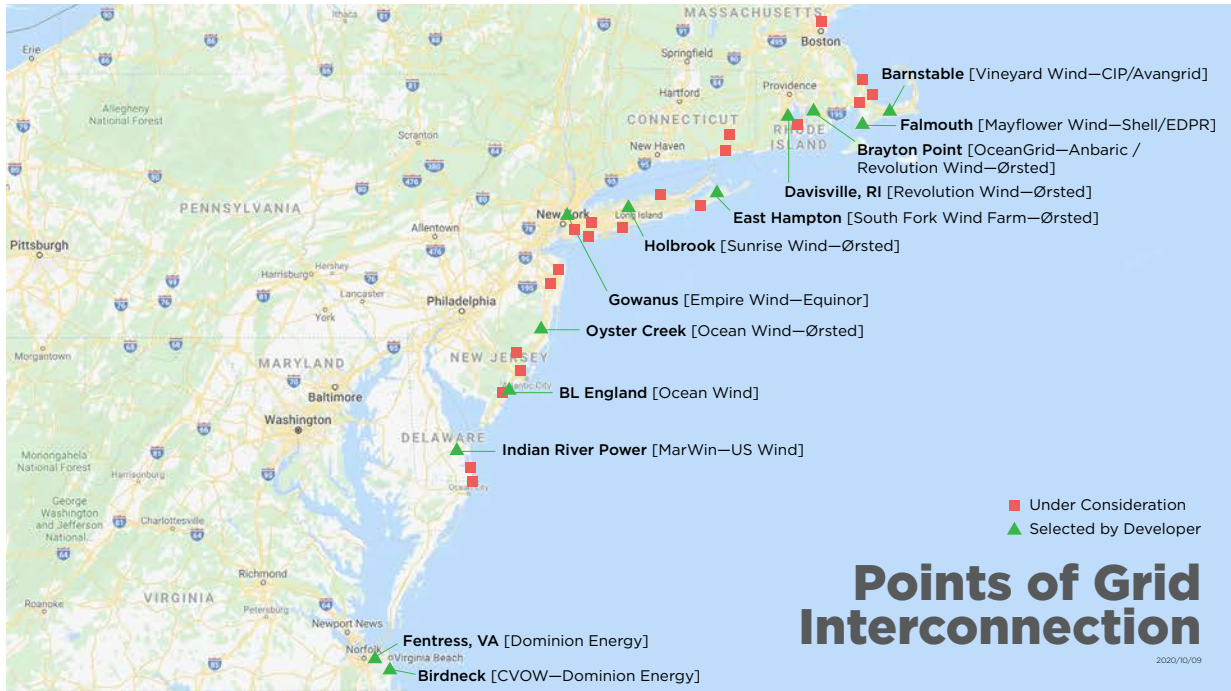 MASSACHUSETTS
Ithaca
Erie
Boston
Springfield
Barnstable [Vineyard Wind—CIP/Avangrid]
Providence
Hartford
Allegheny
National Forest
CONNECTICUT
Falmouth [Mayflower Wind—Shell/EDPR]
RHODE
ISLAND
Scranton
New Haven
Brayton Point [OceanGrid—Anbaric /
Revolution Wind—Ørsted]
Davisville, RI [Revolution Wind—Ørsted]
PENNSYLVANIA
New York
Long Island
East Hampton [South Fork Wind Farm—Ørsted]
Allentown
Pittsburgh
Holbrook [Sunrise Wind—Ørsted]
Harrisburg
Hershey
Lancaster
Philadelphia
Gowanus [Empire Wind—Equinor]
York
Oyster Creek [Ocean Wind—Ørsted]
Morgantown
MARYLAND
NEW JERSEY
Atlantic City
Baltimore
BL England [Ocean Wind]
Washington
DELAWARE
Indian River Power [MarWin—US Wind]
Monongahela
National Forest
Harrisonburg
Ocean City
George
Washington
and Jefferson
National...
Charlottesville
Under Consideration
Selected by Developer
Richmond
Points of Grid
Interconnection
2020/10/09
Roanoke
VIRGINIA
Petersburg
Newport News
Fentress, VA [Dominion Energy]
Norfolk
Virginia Beach
Birdneck [CVOW—Dominion Energy]